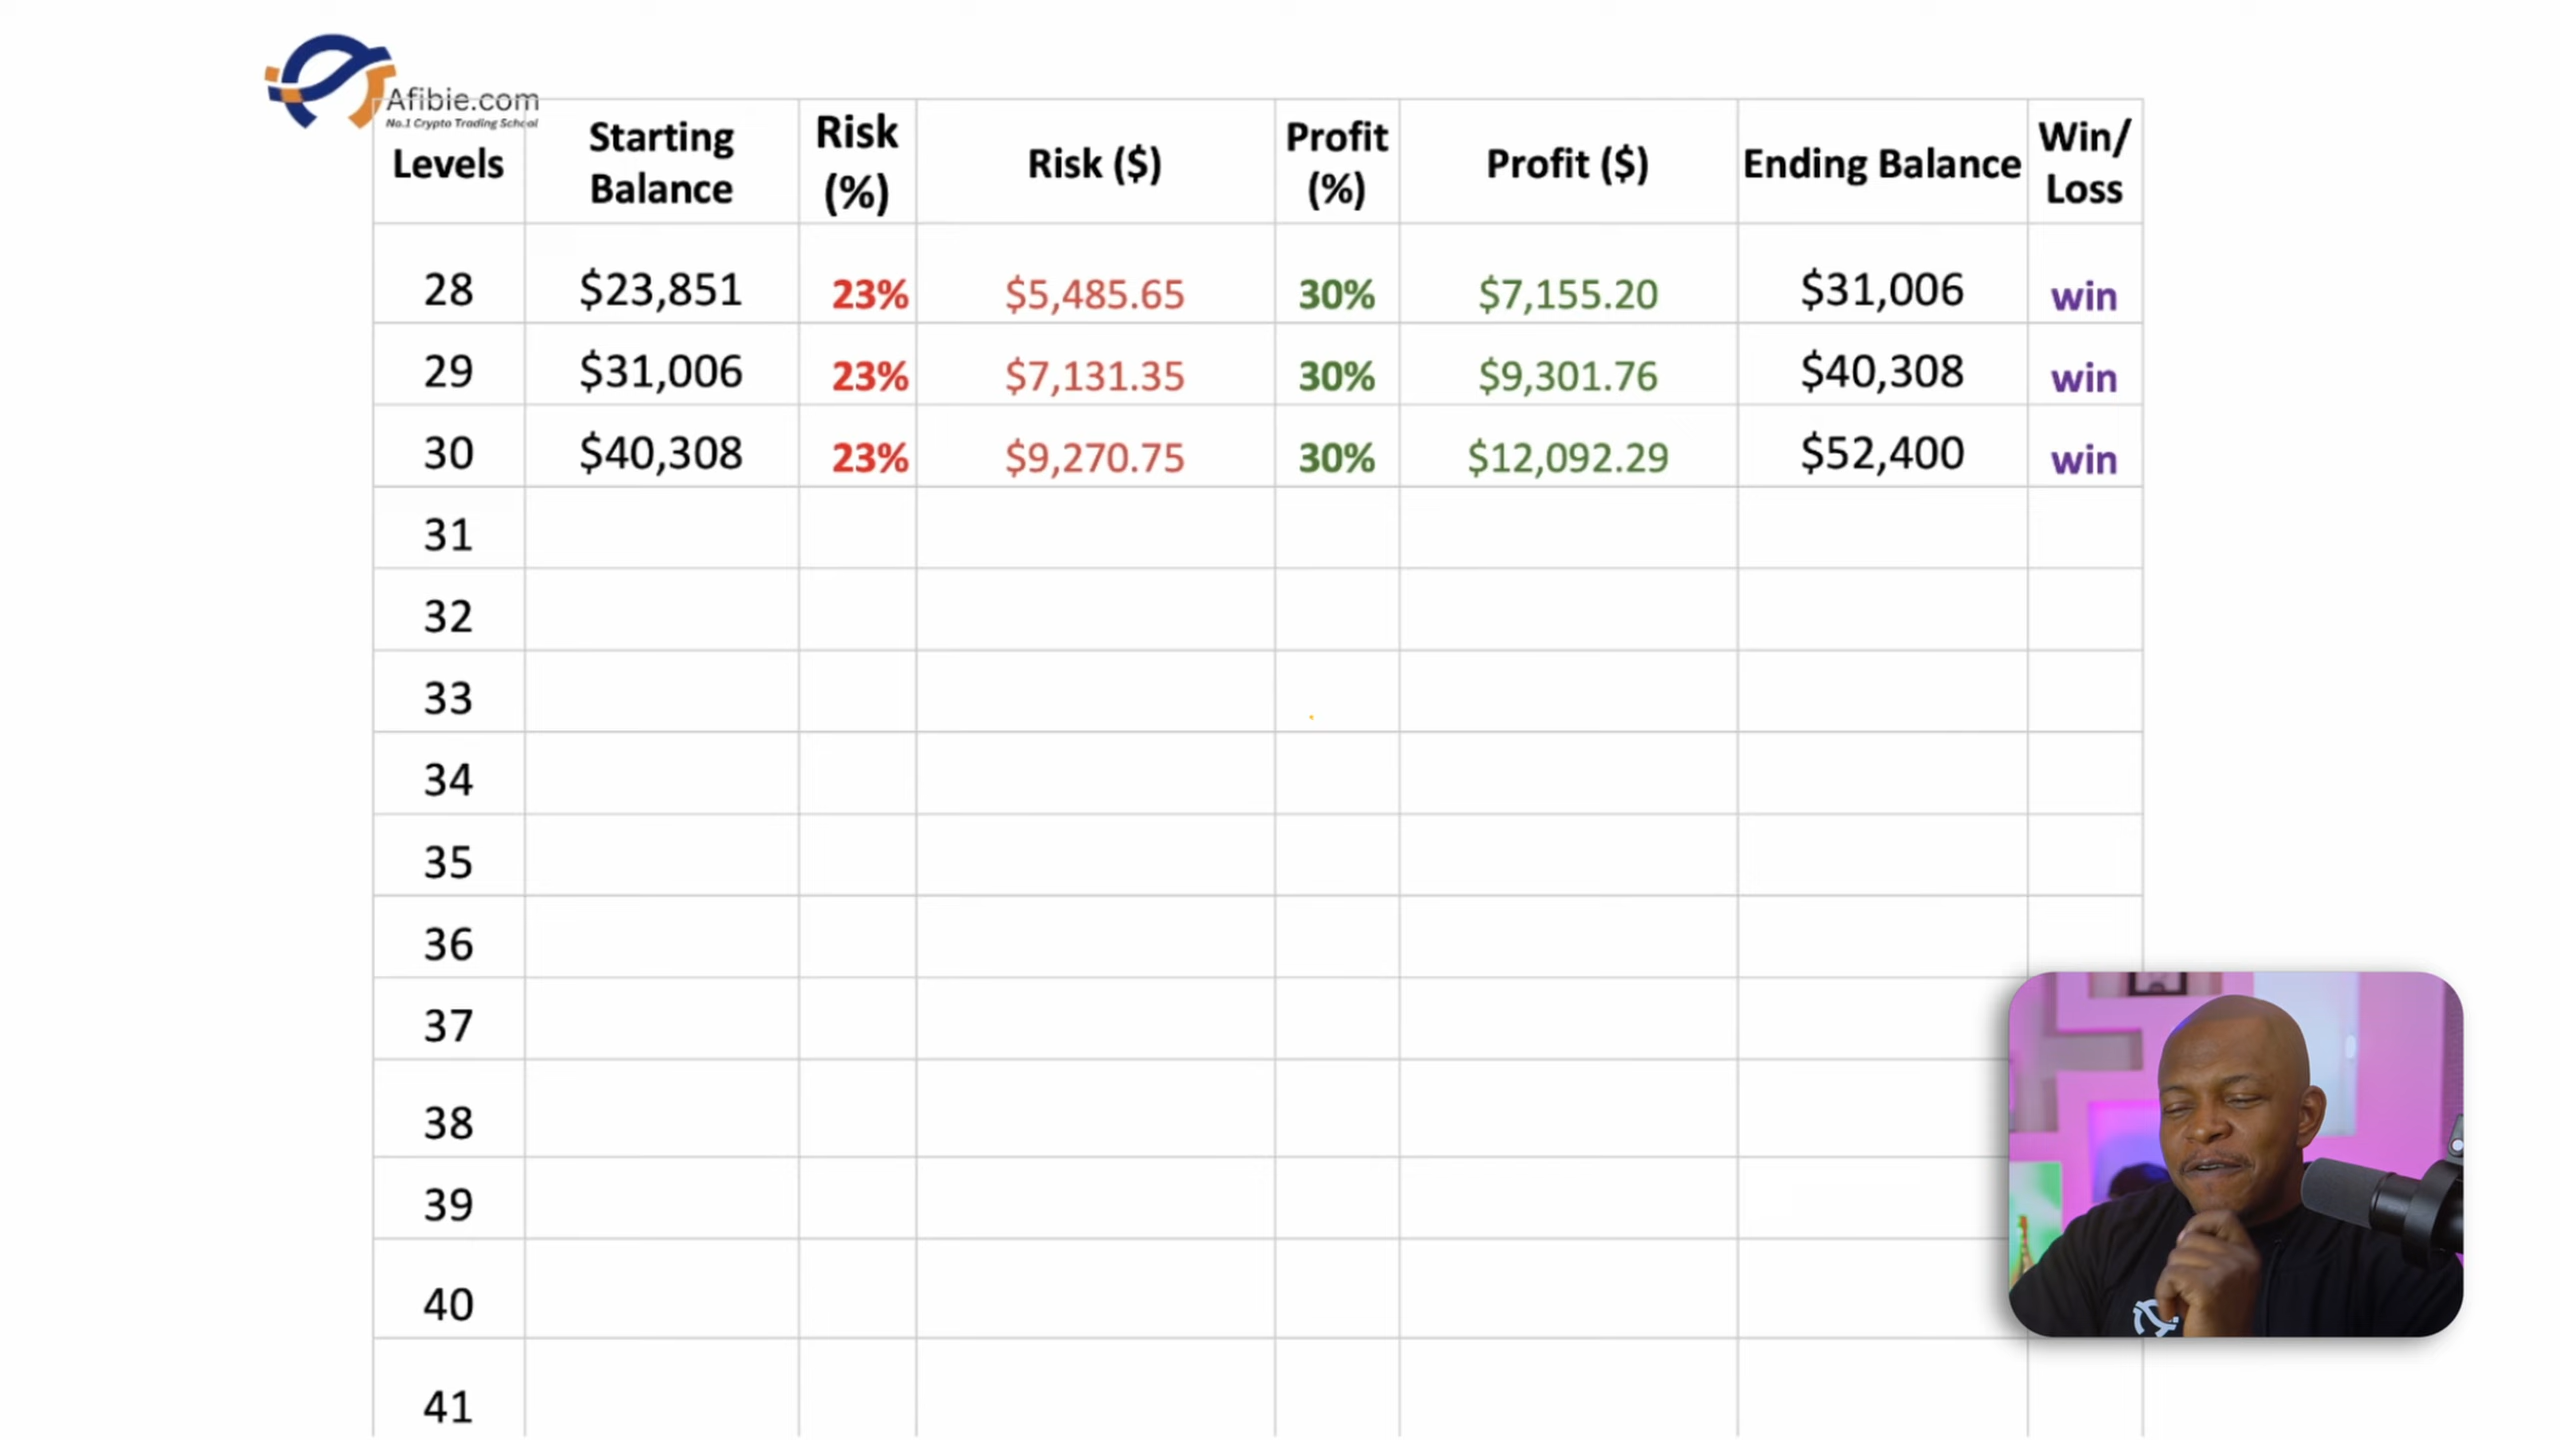 Afibie.com
No.1 Crypto Trading School
Levels Starting Balance Risk (%) Risk ($) Profit (%) Profit ($) Ending Balance Win/ Loss
28 $23,851 23% $5,485.65 30% $7,155.20 $31,006 win
29 $31,006 23% $7,131.35 30% $9,301.76 $40,308 win
30 $40,308 23% $9,270.75 30% $12,092.29 $52,400 win
31
32
33
34
35
36
37
38
39
40
41